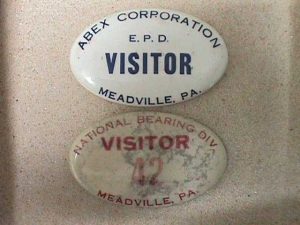 ABEX CORPORATION
E. P. D.
VISITOR
MEADVILLE, PA.
NATIONAL BEARING DIV.
VISITOR
42
MEADVILLE, PA.